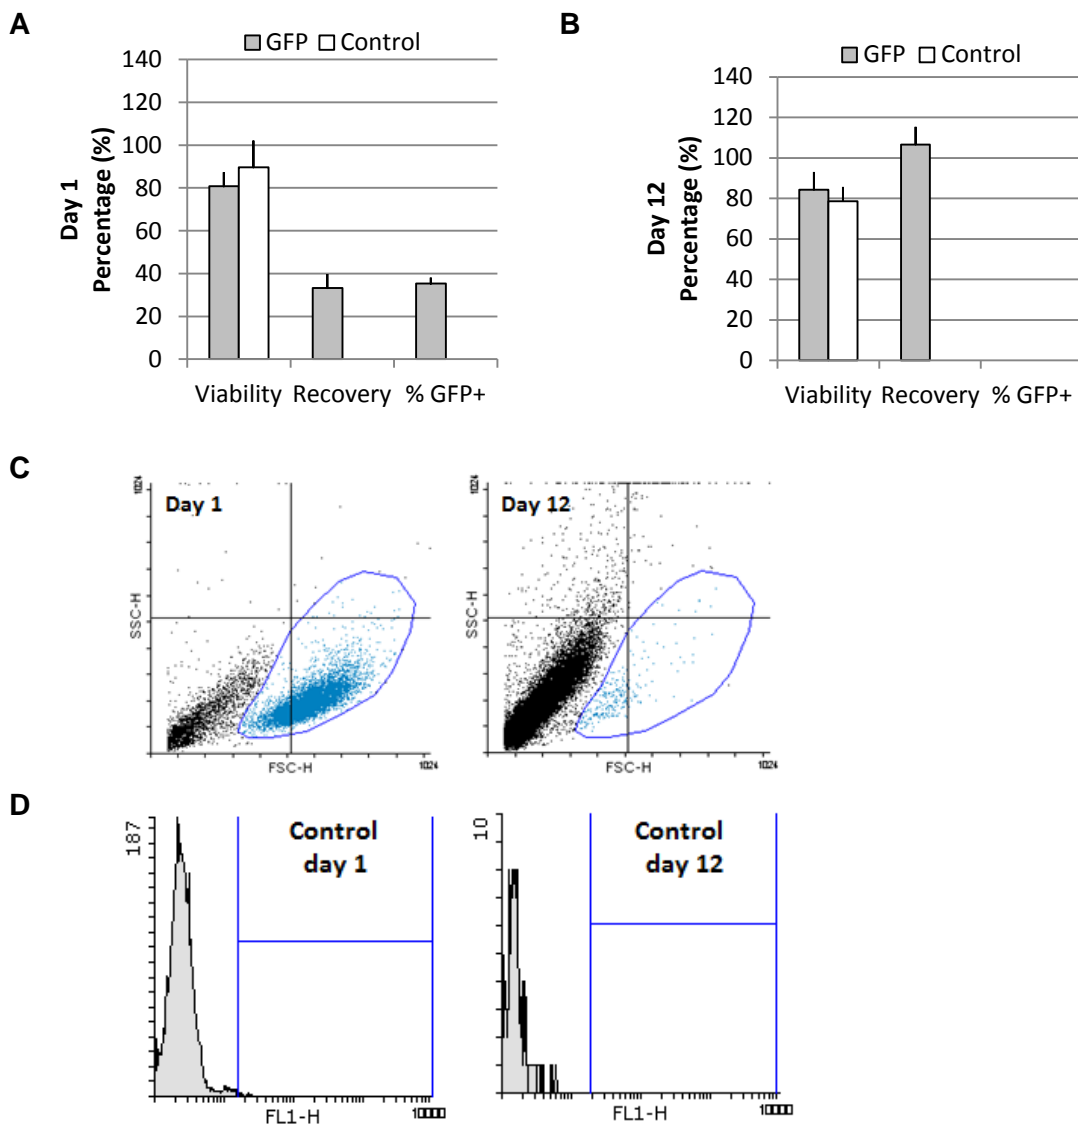 A
GFP Control
Day 1
Percentage (%)
140
120
100
80
60
40
20
0
Viability Recovery % GFP+
B
GFP Control
Day 12
Percentage (%)
140
120
100
80
60
40
20
0
Viability Recovery % GFP+
C
1024
Day 1
SSC-H
FSC-H
1024
1024
Day 12
SSC-H
FSC-H
1024
D
187
Control
day 1
FL1-H
10
Control
day 12
FL1-H